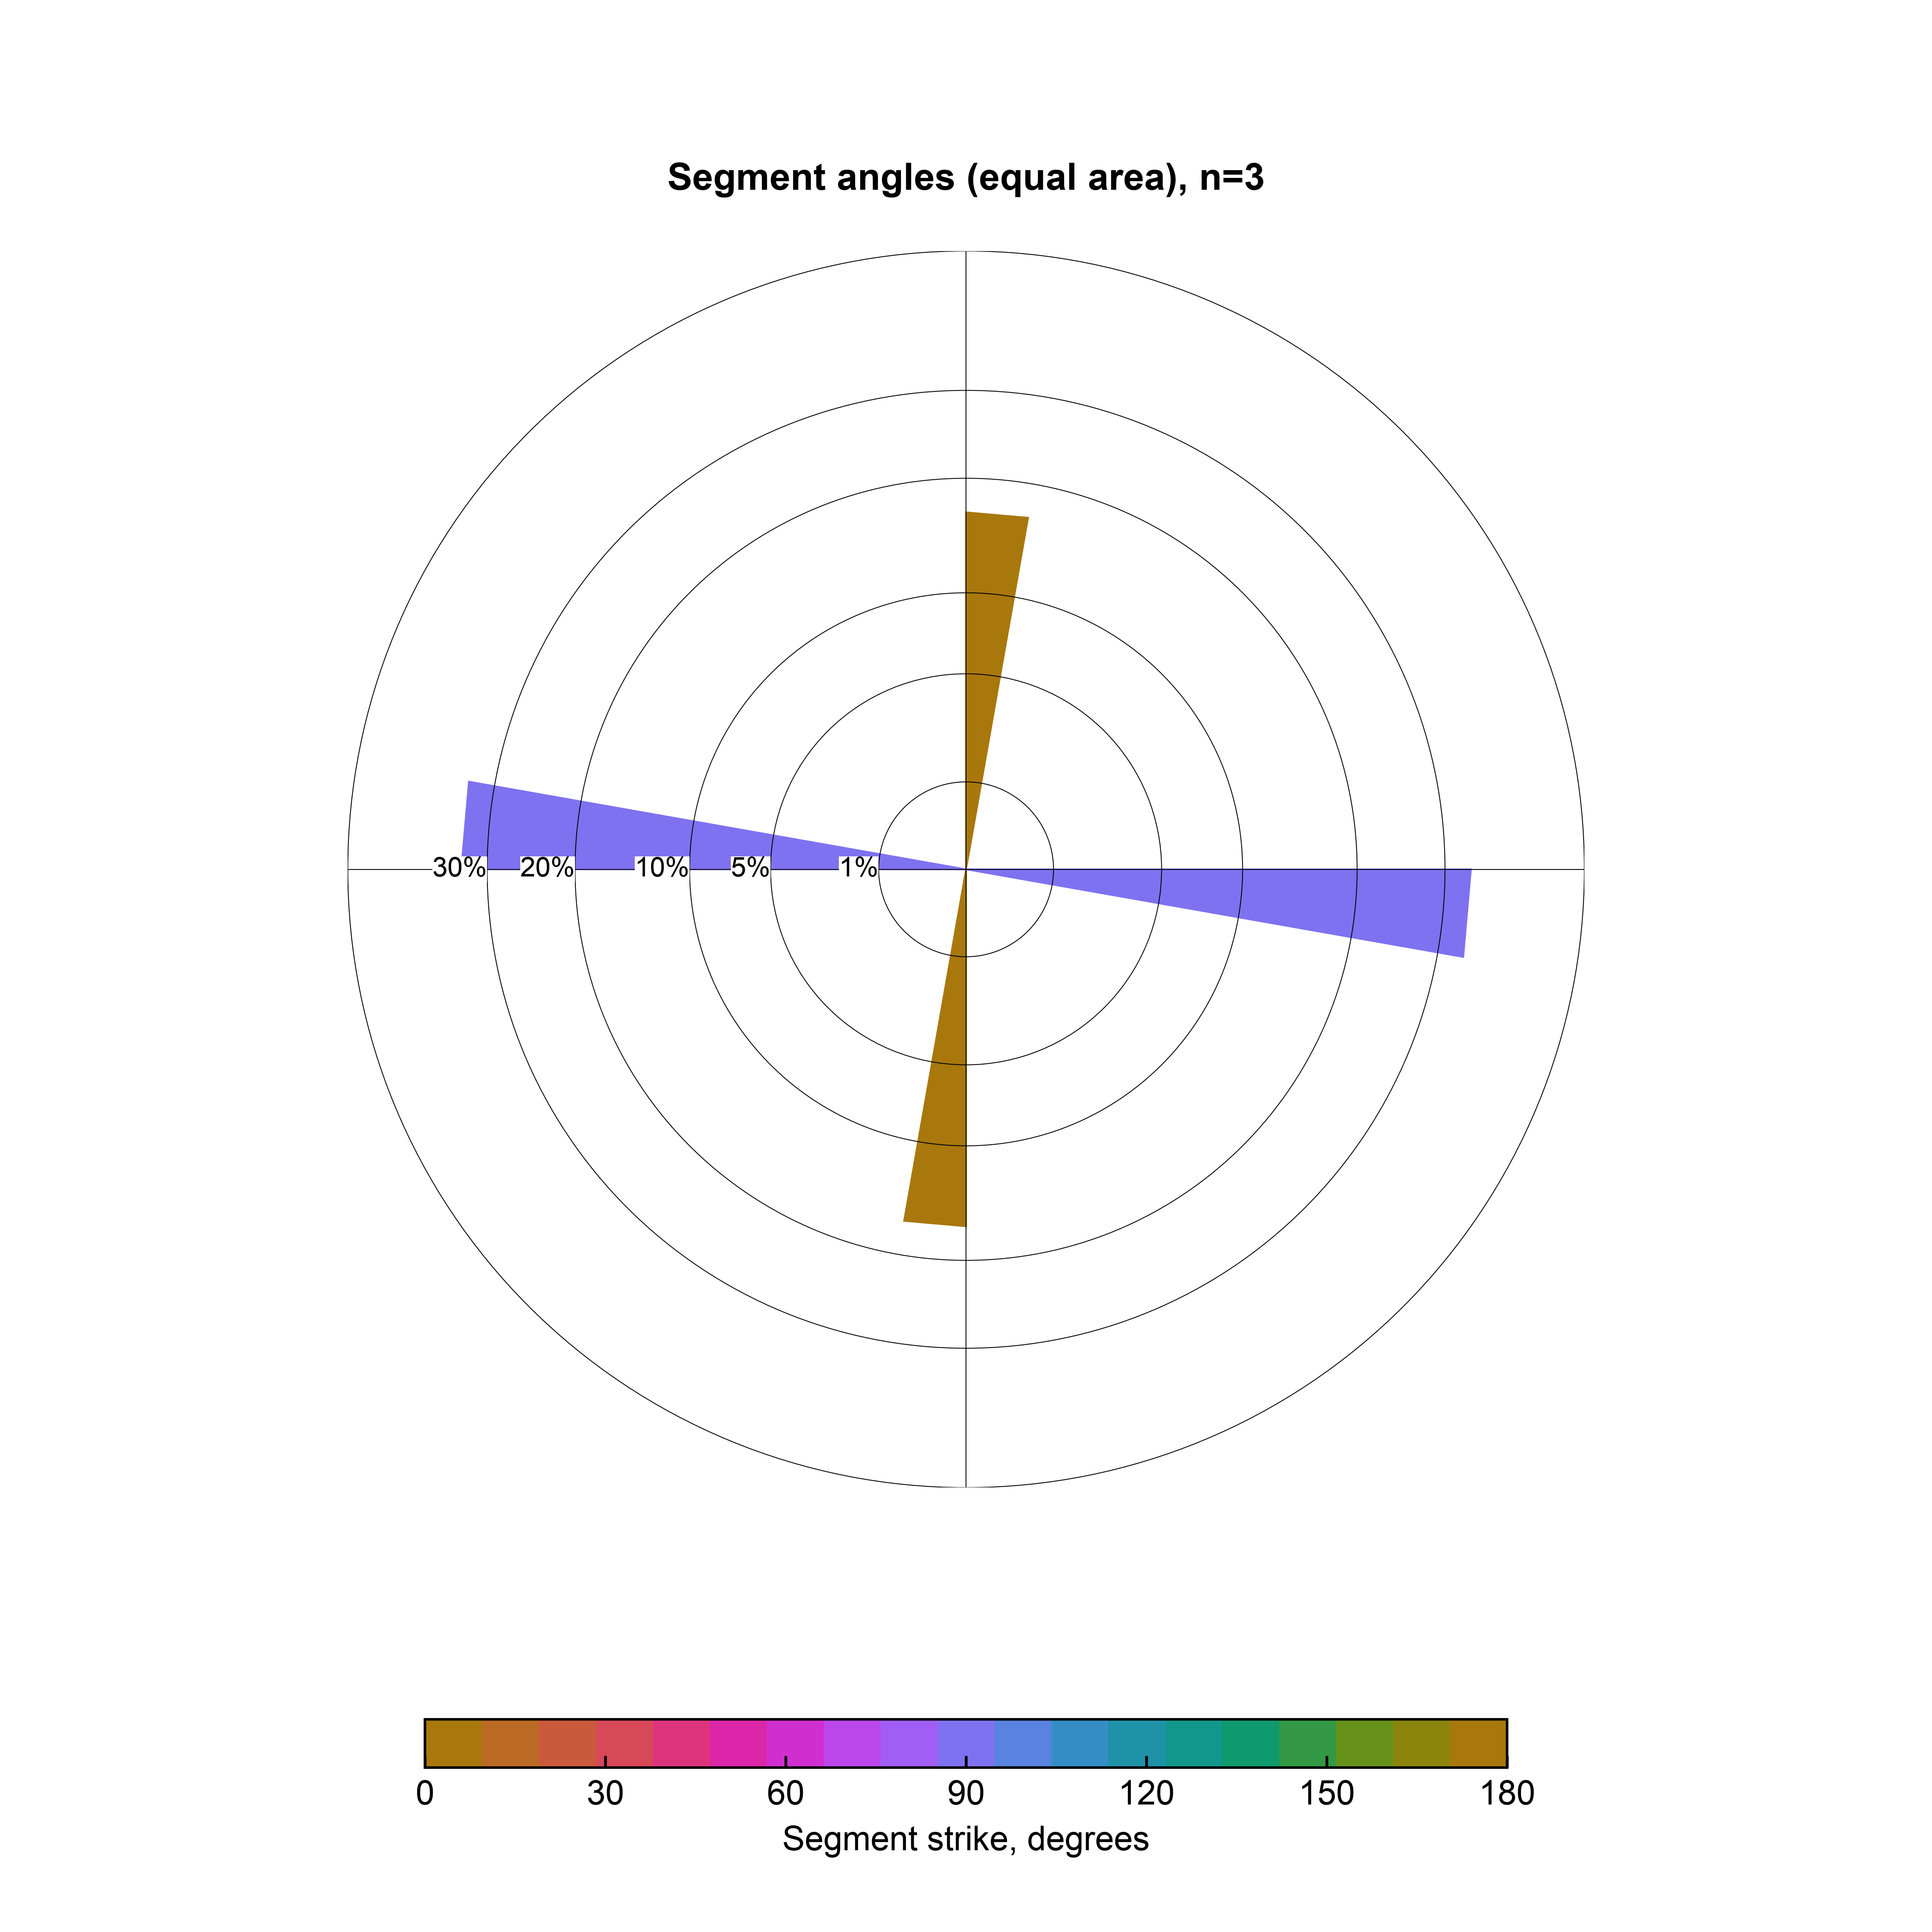 Segment angles (equal area), n=3
30% 20% 10% 5% 1%
0 30 60 90 120 150 180
Segment strike, degrees